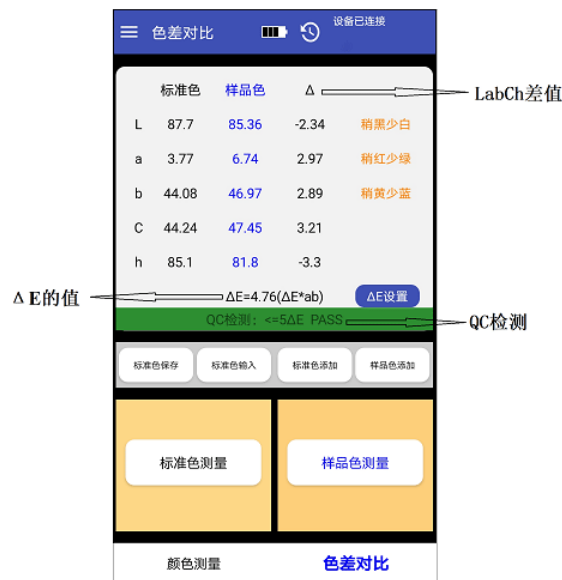 设备已连接
色差对比
标准色 样品色 Δ
LabCh差值
L 87.7 85.36 -2.34 稍黑少白
a 3.77 6.74 2.97 稍红少绿
b 44.08 46.97 2.89 稍黄少蓝
C 44.24 47.45 3.21
h 85.1 81.8 -3.3
ΔE的值
ΔE=4.76(ΔE*ab) ΔE设置
QC检测：<=5ΔE PASS
QC检测
标准色保存 标准色输入 标准色添加 样品色添加
标准色测量 样品色测量
颜色测量 色差对比